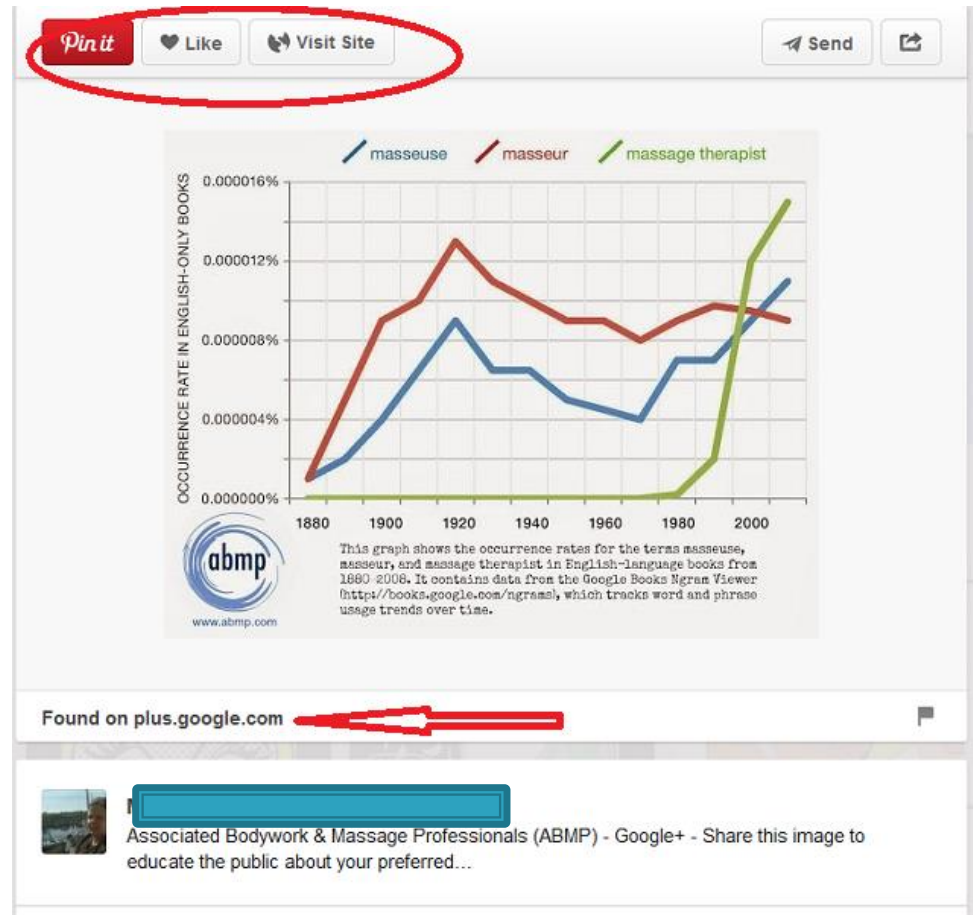 Pin it Like Visit Site Send
masseuse masseur massage therapist
OCCURRENCE RATE IN ENGLISH-ONLY BOOKS
0.000016%
0.000012%
0.000008%
0.000004%
0.000000%
1880 1900 1920 1940 1960 1980 2000
abmp
www.abmp.com
This graph shows the occurrence rates for the terms masseuse,
masseur, and massage therapist in English-language books from
1880-2008. It contains data from the Google Books Ngram Viewer
(http://books.google.com/ngrams), which tracks word and phrase
usage trends over time.
Found on plus.google.com
Associated Bodywork & Massage Professionals (ABMP) - Google+ - Share this image to
educate the public about your preferred...